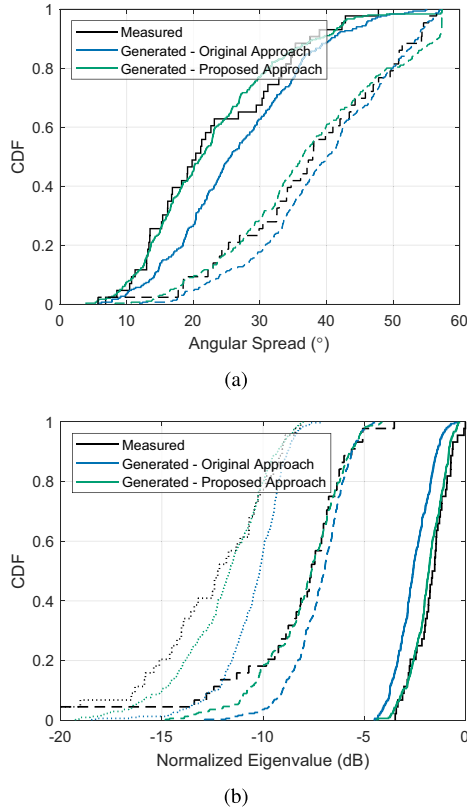 1
0.8
0.6
0.4
0.2
0
CDF
Measured
Generated - Original Approach
Generated - Proposed Approach
0 10 20 30 40 50 60
Angular Spread (°)
(a)
1
0.8
0.6
0.4
0.2
0
CDF
Measured
Generated - Original Approach
Generated - Proposed Approach
-20 -15 -10 -5 0
Normalized Eigenvalue (dB)
(b)